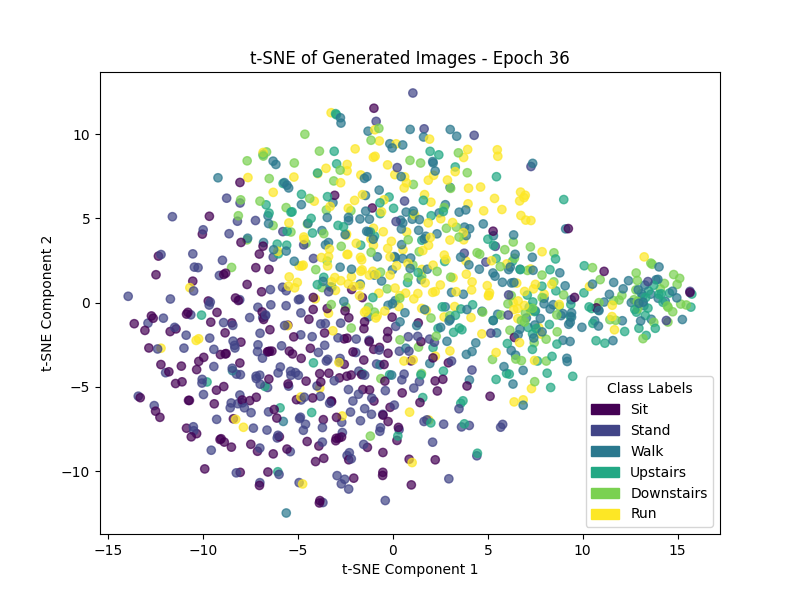 t-SNE of Generated Images - Epoch 36
t-SNE Component 2
10
5
0
−5
−10
Class Labels
Sit
Stand
Walk
Upstairs
Downstairs
Run
−15
−10
−5
0
5
10
15
t-SNE Component 1